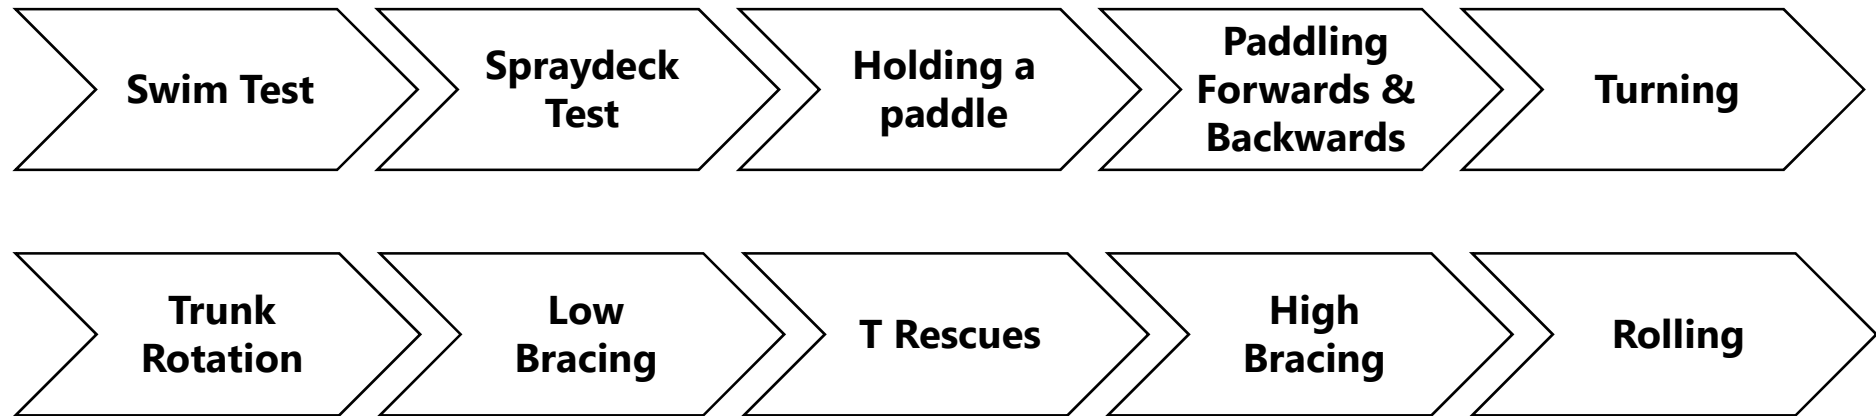 Swim Test
Spraydeck
Test
Holding a
paddle
Paddling
Forwards &
Backwards
Turning
Trunk
Rotation
Low
Bracing
T Rescues
High
Bracing
Rolling